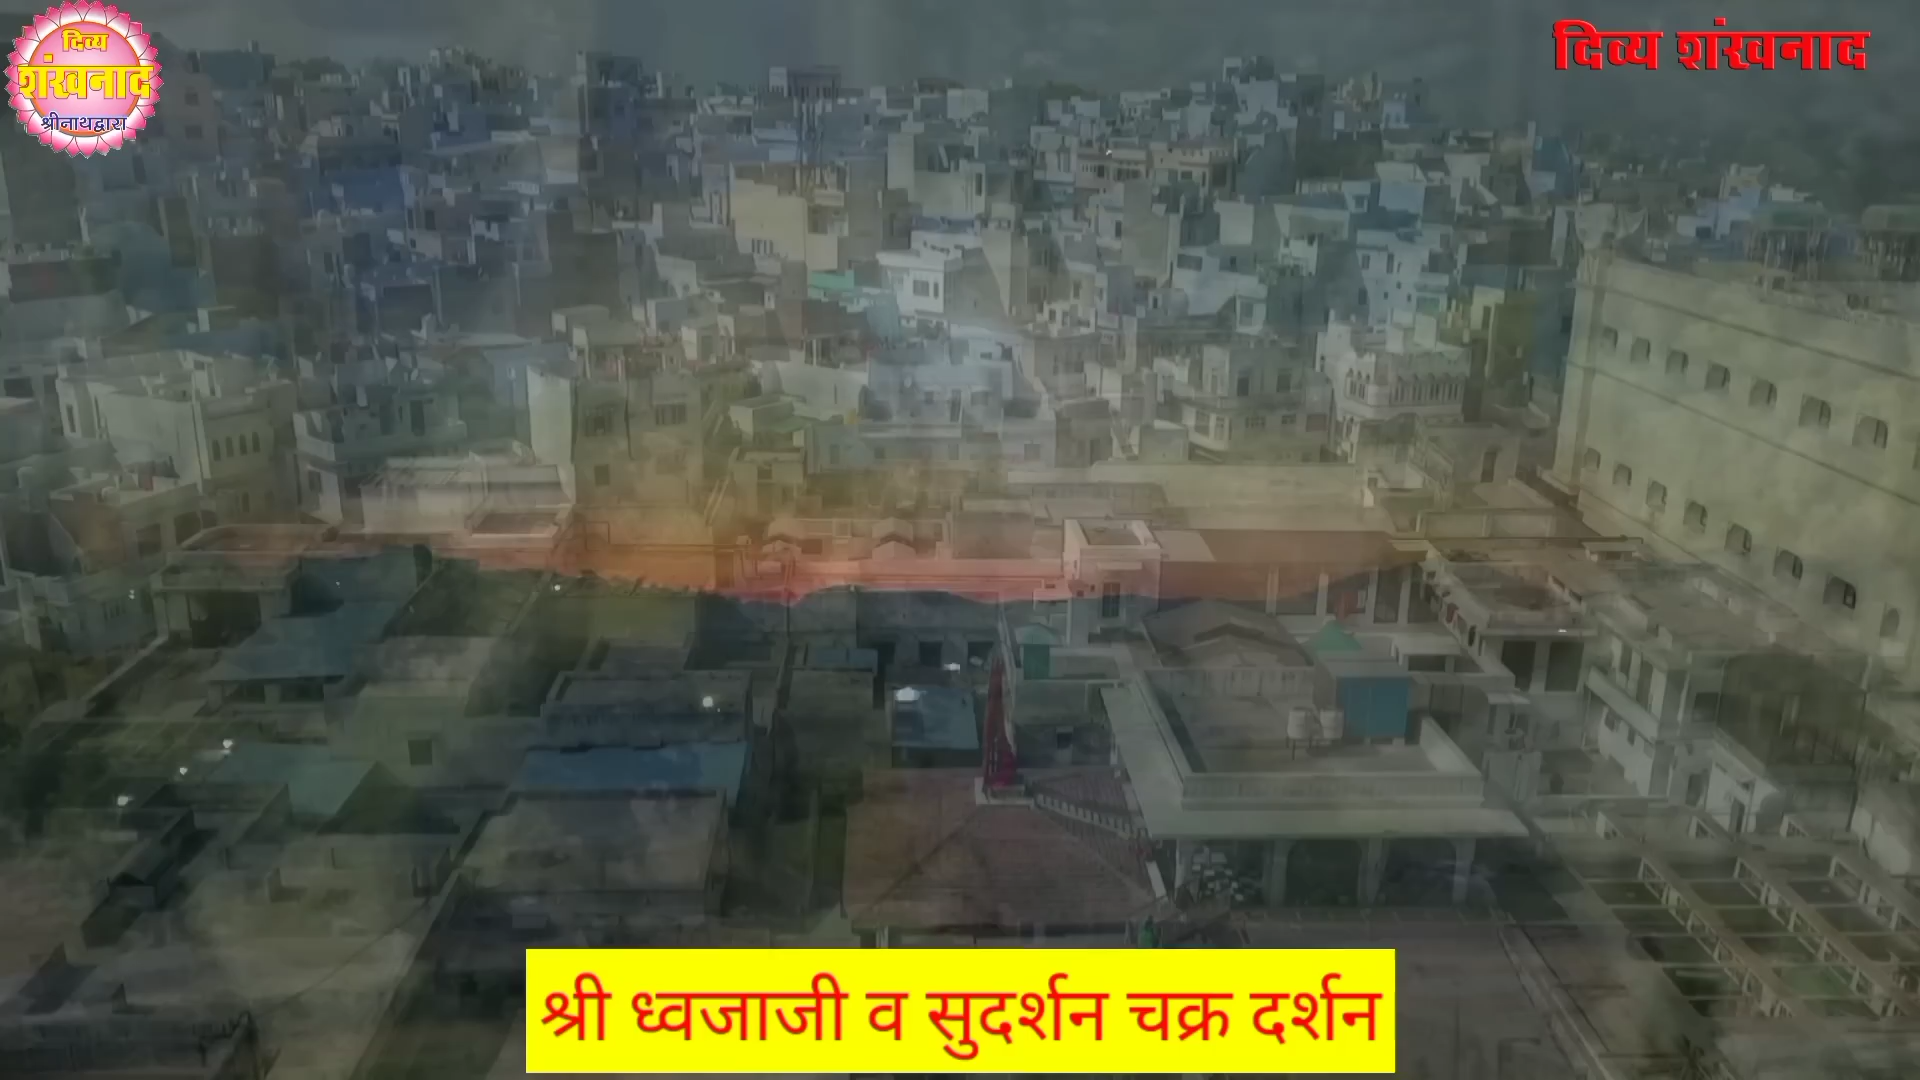 दिव्य
शंखनाद
श्रीनाथद्वारा
दिव्य शंखनाद
श्री ध्वजाजी व सुदर्शन चक्र दर्शन